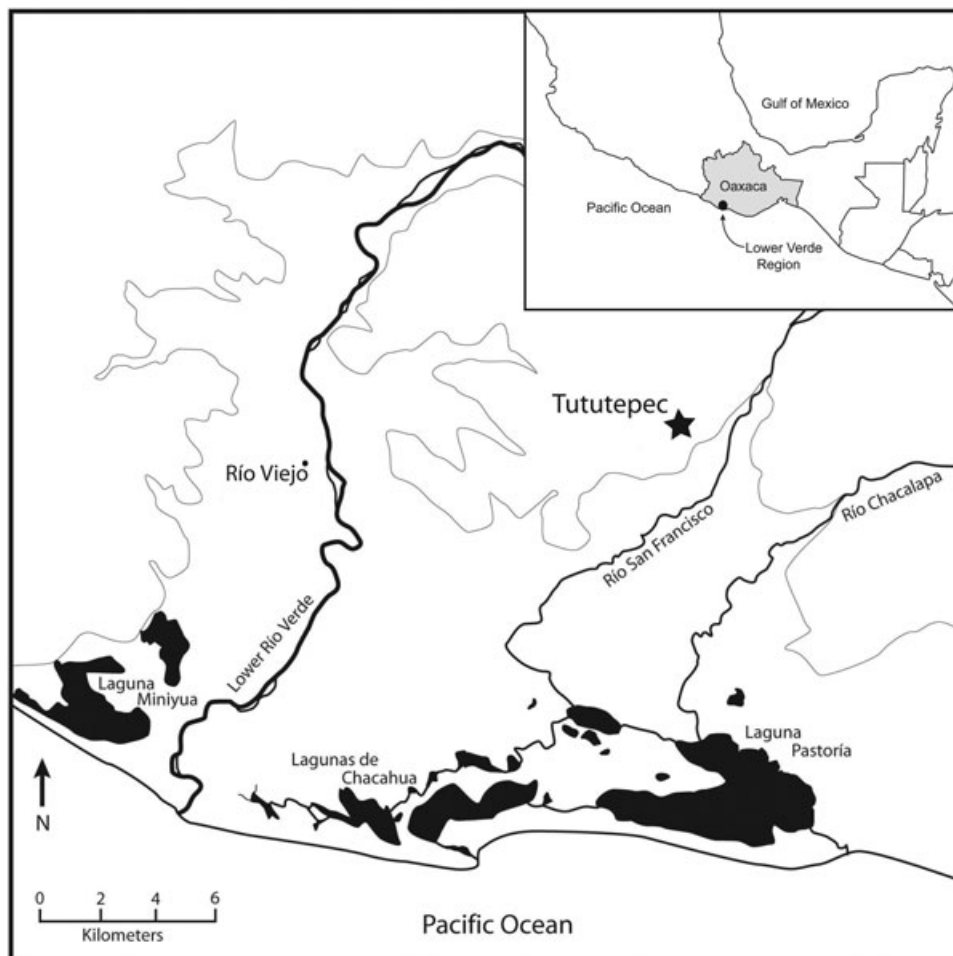 Gulf of Mexico
Oaxaca
Pacific Ocean
Lower Verde
Region
Tututepec
Río Viejo
Río Chacalapa
Río San Francisco
Lower Río Verde
Laguna
Miniyua
Laguna
Pastoría
Lagunas de
Chacahua
N
0 2 4 6
Kilometers
Pacific Ocean